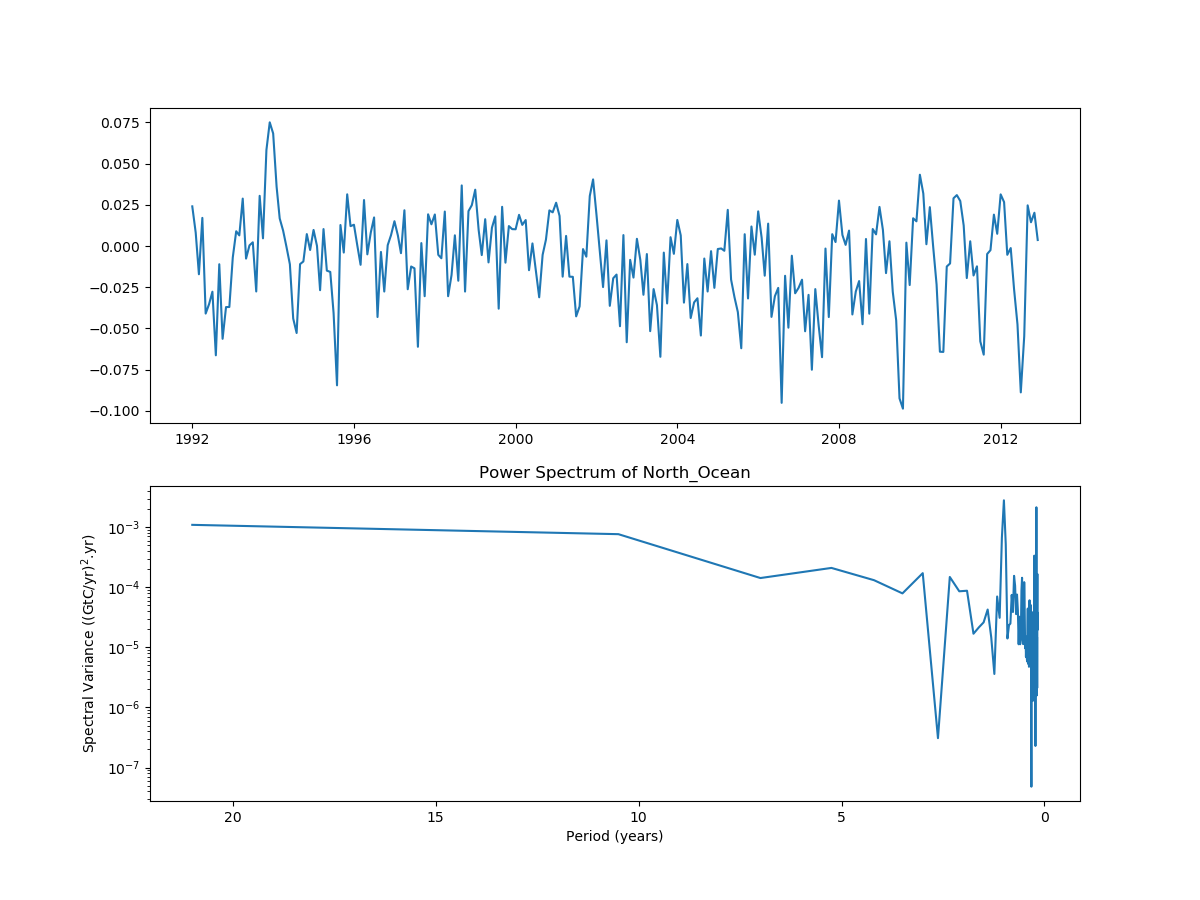 0.075
0.050
0.025
0.000
−0.025
−0.050
−0.075
−0.100
1992 1996 2000 2004 2008 2012
Power Spectrum of North_Ocean
Spectral Variance ((GtC/yr)².yr)
10⁻³
10⁻⁴
10⁻⁵
10⁻⁶
10⁻⁷
20 15 10 5 0
Period (years)